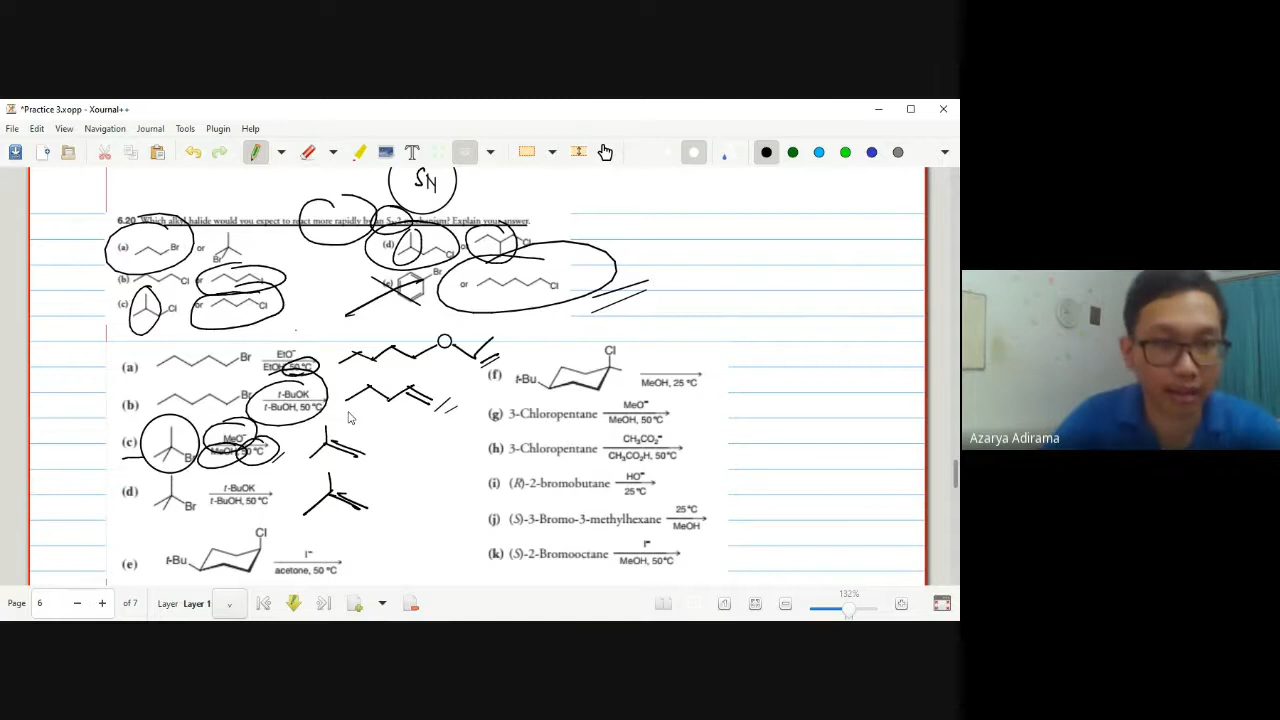 *Practice 3.xopp - Xournal++
File Edit View Navigation Journal Tools Plugin Help
SN
6.20 Which alkyl halide would you expect to react more rapidly by an SN2 mechanism? Explain your answer.
(a) Br or Br
(b) Cl or I
(c) Cl or Cl
(d) Cl or Cl
(e) Br or Cl
(a) Br EtO⁻ EtOH, 50 °C O
(b) Br t-BuOK t-BuOH, 50 °C
(c) Br MeO⁻ MeOH, 50 °C
(d) Br t-BuOK t-BuOH, 50 °C
(e) t-Bu Cl I⁻ acetone, 50 °C
(f) t-Bu Cl MeOH, 25 °C
(g) 3-Chloropentane MeO⁻ MeOH, 50 °C
(h) 3-Chloropentane CH₃CO₂⁻ CH₃CO₂H, 50°C
(i) (R)-2-bromobutane HO⁻ 25 °C
(j) (S)-3-Bromo-3-methylhexane 25°C MeOH
(k) (S)-2-Bromooctane I⁻ MeOH, 50°C
Page 6 of 7 Layer Layer 1 132%
Azarya Adirama